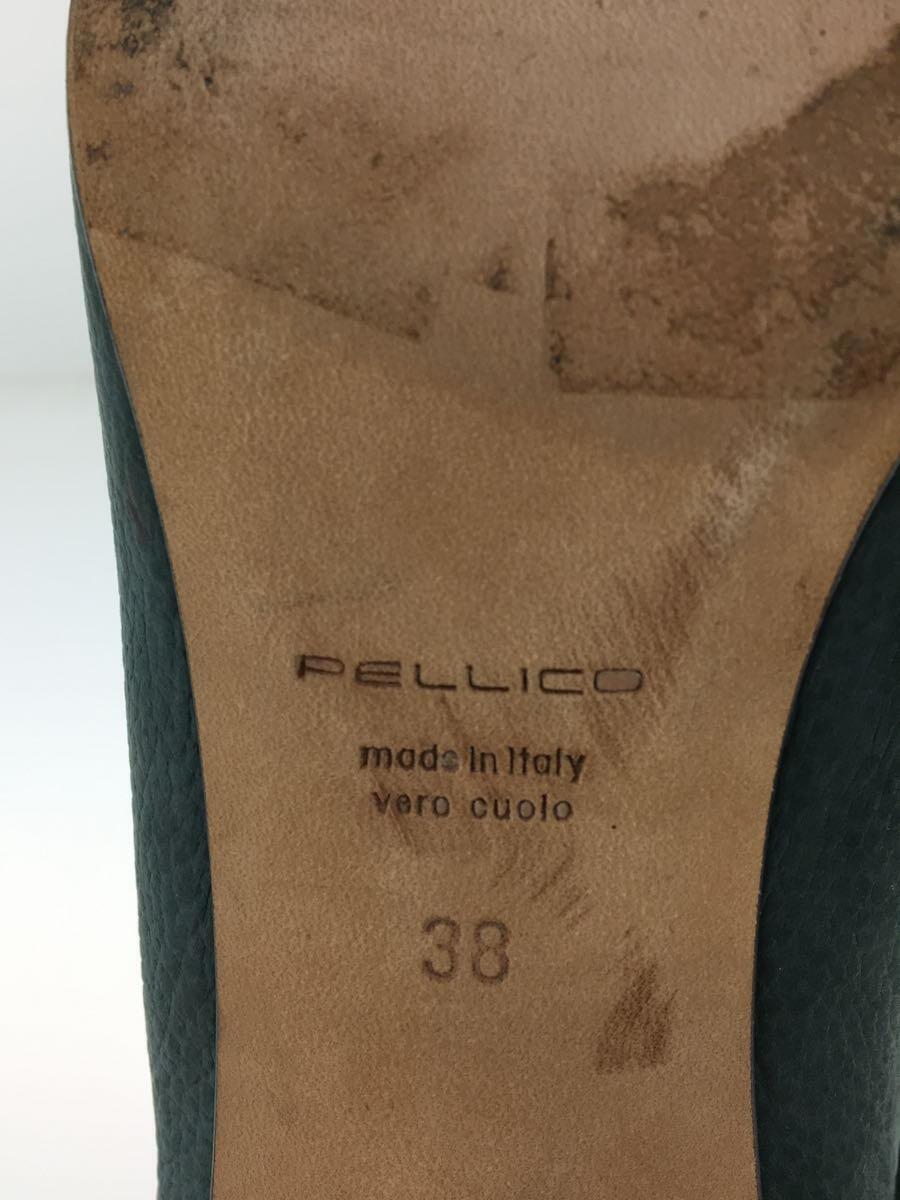 PELLICO
made in Italy
vero cuoio
38